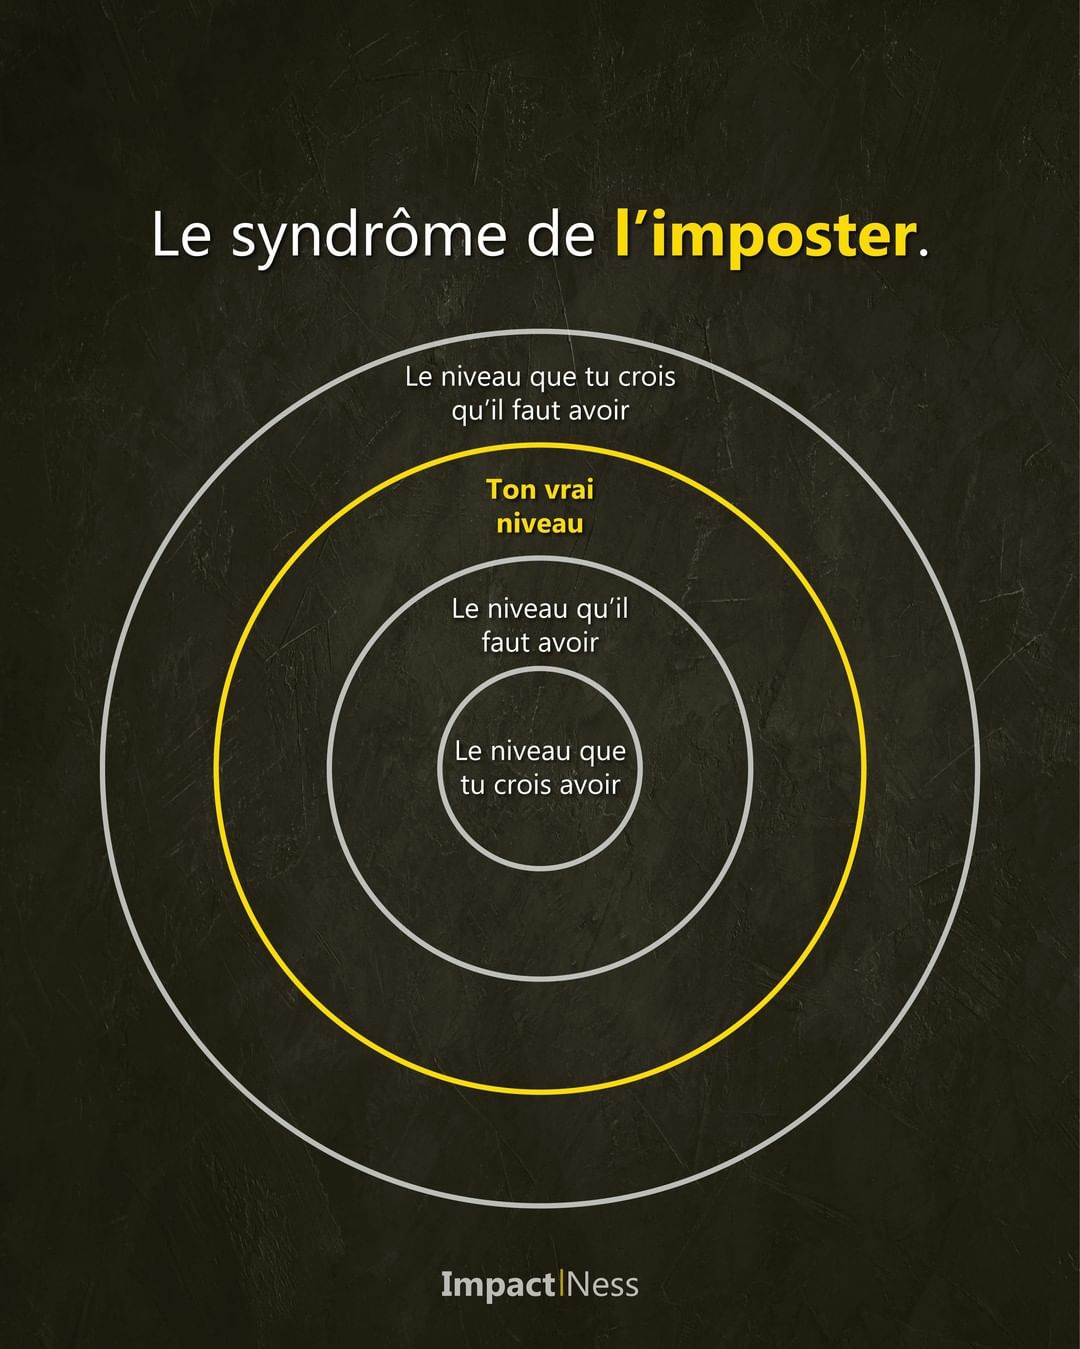 Le syndrôme de l’imposter.
Le niveau que tu crois
qu’il faut avoir
Ton vrai
niveau
Le niveau qu’il
faut avoir
Le niveau que
tu crois avoir
Impact|Ness